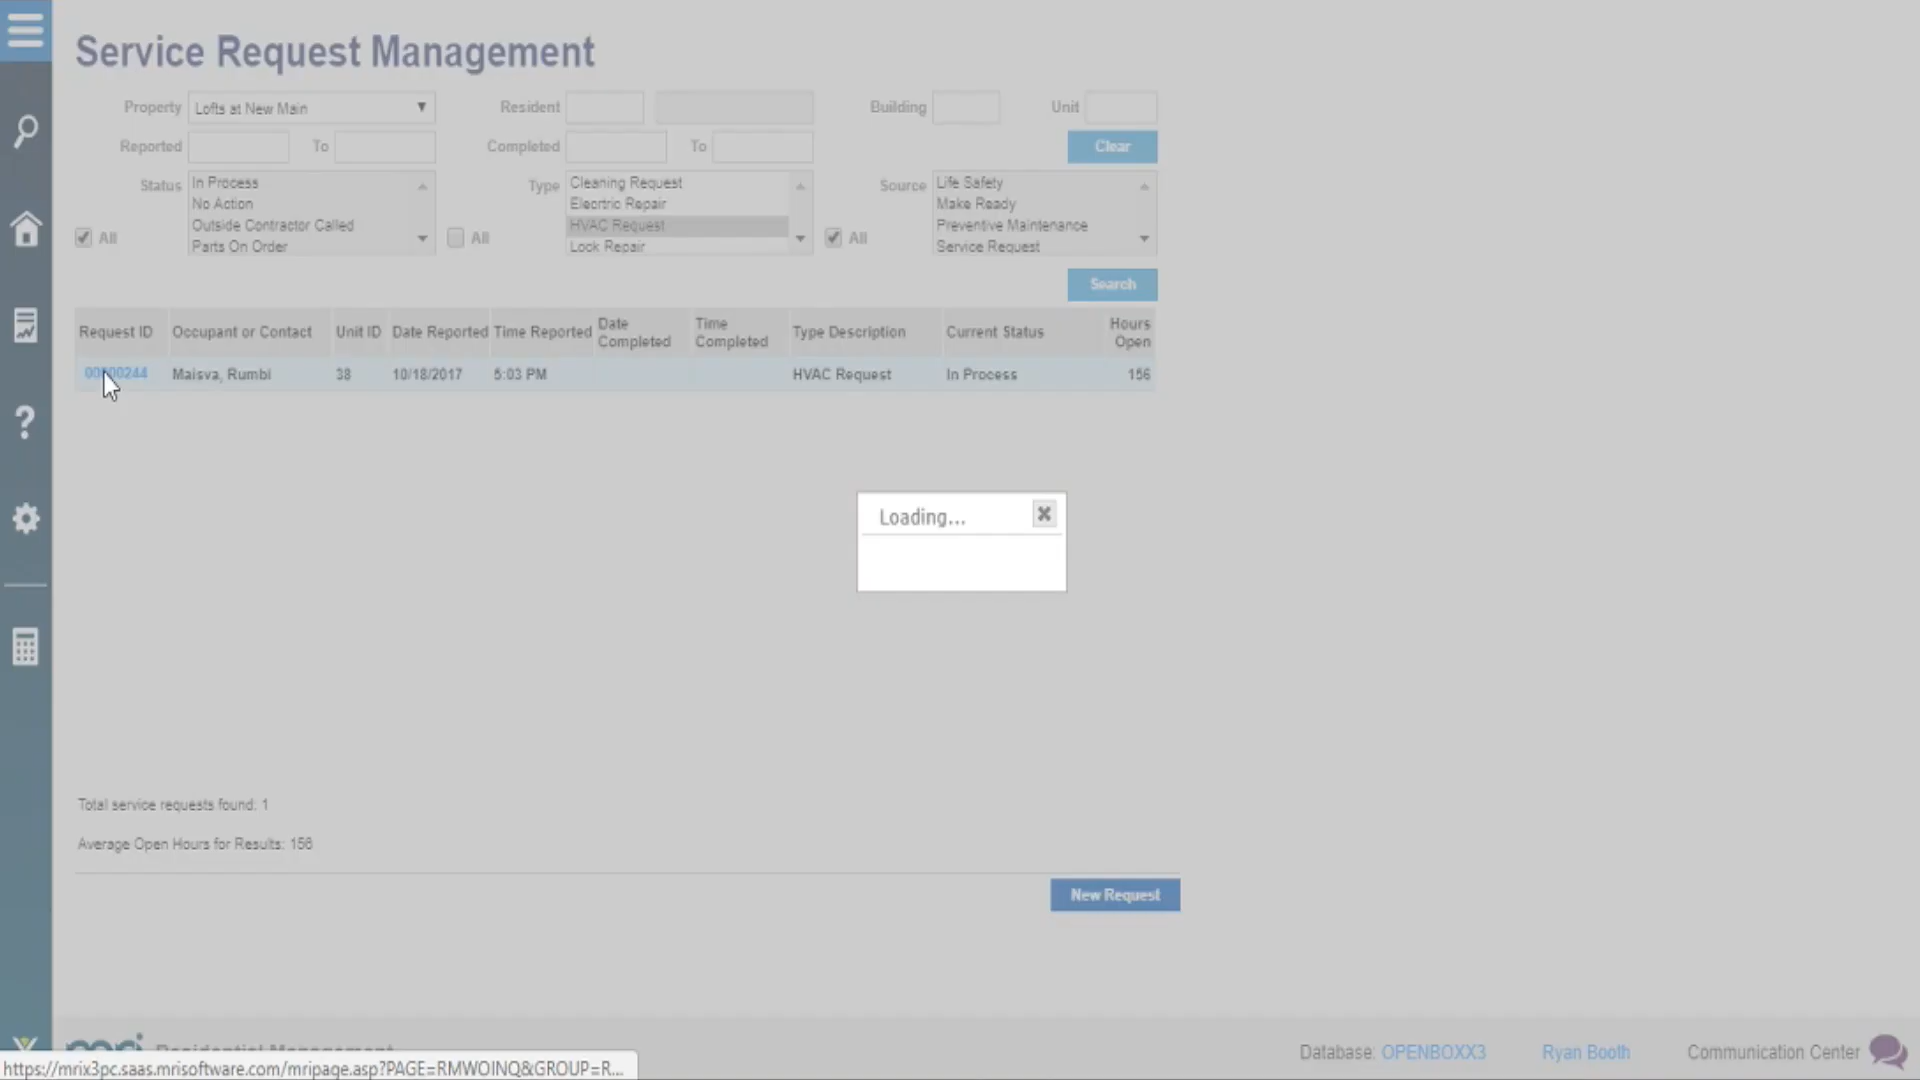 Service Request Management
Property Lofts at New Main Resident Building Unit
Reported To Completed To Clear
Status In Process Type Cleaning Request Source Life Safety
No Action Elecrtric Repair Make Ready
All Outside Contractor Called All HVAC Request All Preventive Maintenance
Parts On Order Lock Repair Service Request
Search
Request ID Occupant or Contact Unit ID Date Reported Time Reported Date Completed Time Completed Type Description Current Status Hours Open
00000244 Maisva, Rumbi 38 10/18/2017 5:03 PM HVAC Request In Process 156
Loading...
Total service requests found: 1
Average Open Hours for Results: 156
New Request
mri Residential Management
Database: OPENBOXX3 Ryan Booth Communication Center
https://mrix3pc.saas.mrisoftware.com/mripage.asp?PAGE=RMWOINQ&GROUP=R...